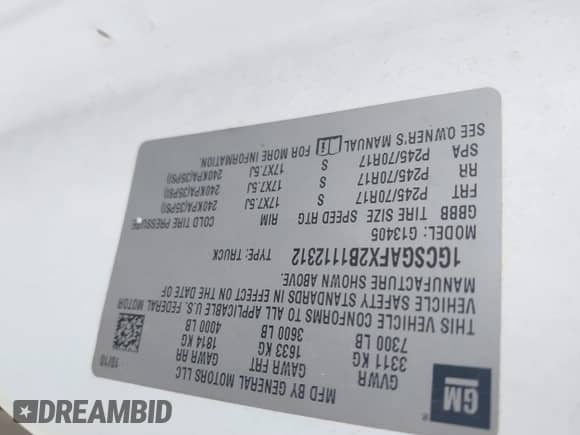 GM
MFD BY GENERAL MOTORS LLC
10/10
GVWR GAWR FRT GAWR RR
3311 KG 1633 KG 1814 KG
7300 LB 3600 LB 4000 LB
THIS VEHICLE CONFORMS TO ALL APPLICABLE U.S. FEDERAL MOTOR
VEHICLE SAFETY STANDARDS IN EFFECT ON THE DATE OF
MANUFACTURE SHOWN ABOVE.
1GCSGAFX2B1112312 TYPE: TRUCK
MODEL: G13405
GBBB TIRE SIZE SPEED RTG RIM COLD TIRE PRESSURE
FRT P245/70R17 S 17X7.5J 240KPA(35PSI)
RR P245/70R17 S 17X7.5J 240KPA(35PSI)
SPA P245/70R17 S 17X7.5J 240KPA(35PSI)
SEE OWNER'S MANUAL FOR MORE INFORMATION.
DREAMBID